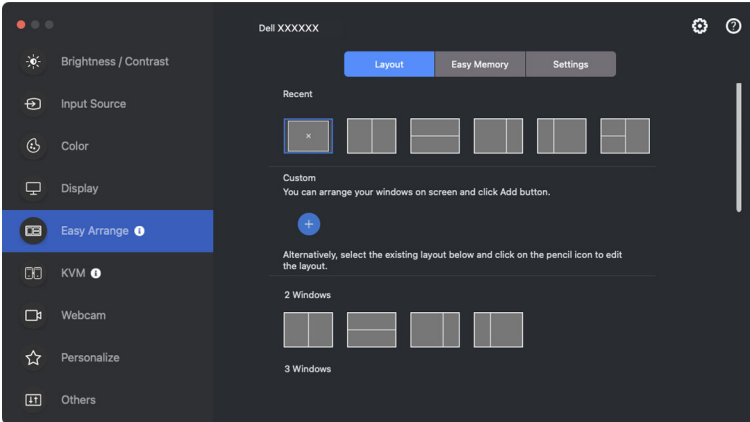 Dell XXXXXX
Brightness / Contrast
Input Source
Color
Display
Easy Arrange
KVM
Webcam
Personalize
Others
Layout
Easy Memory
Settings
Recent
Custom
You can arrange your windows on screen and click Add button.
Alternatively, select the existing layout below and click on the pencil icon to edit
the layout.
2 Windows
3 Windows